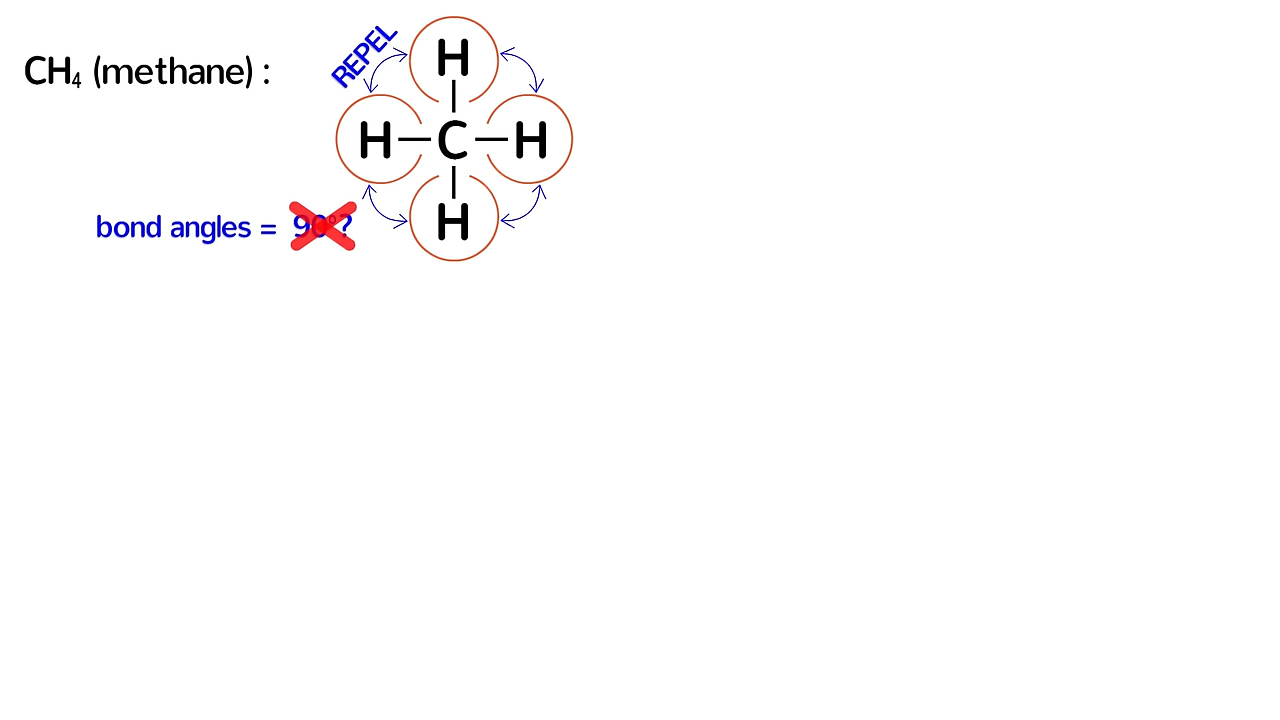 CH₄ (methane) :
REPEL
H
H–C–H
H
bond angles = 90°?